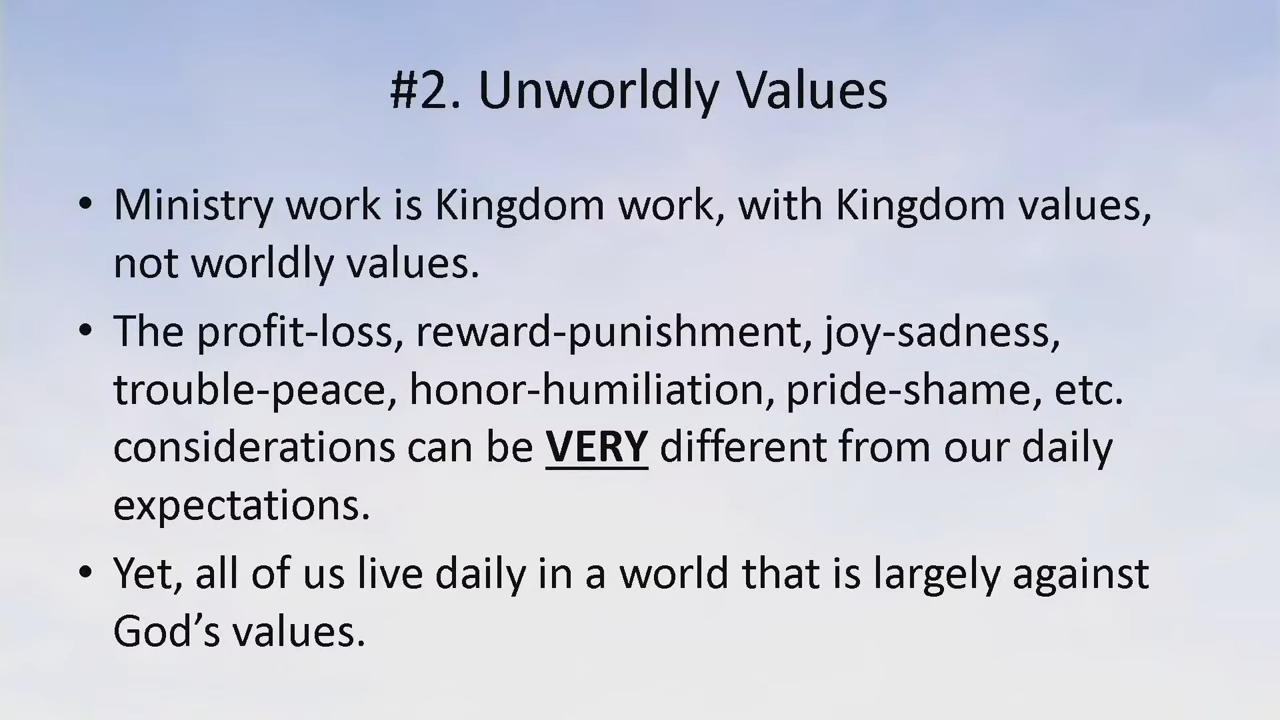 #2. Unworldly Values
• Ministry work is Kingdom work, with Kingdom values,
not worldly values.
• The profit-loss, reward-punishment, joy-sadness,
trouble-peace, honor-humiliation, pride-shame, etc.
considerations can be VERY different from our daily
expectations.
• Yet, all of us live daily in a world that is largely against
God’s values.